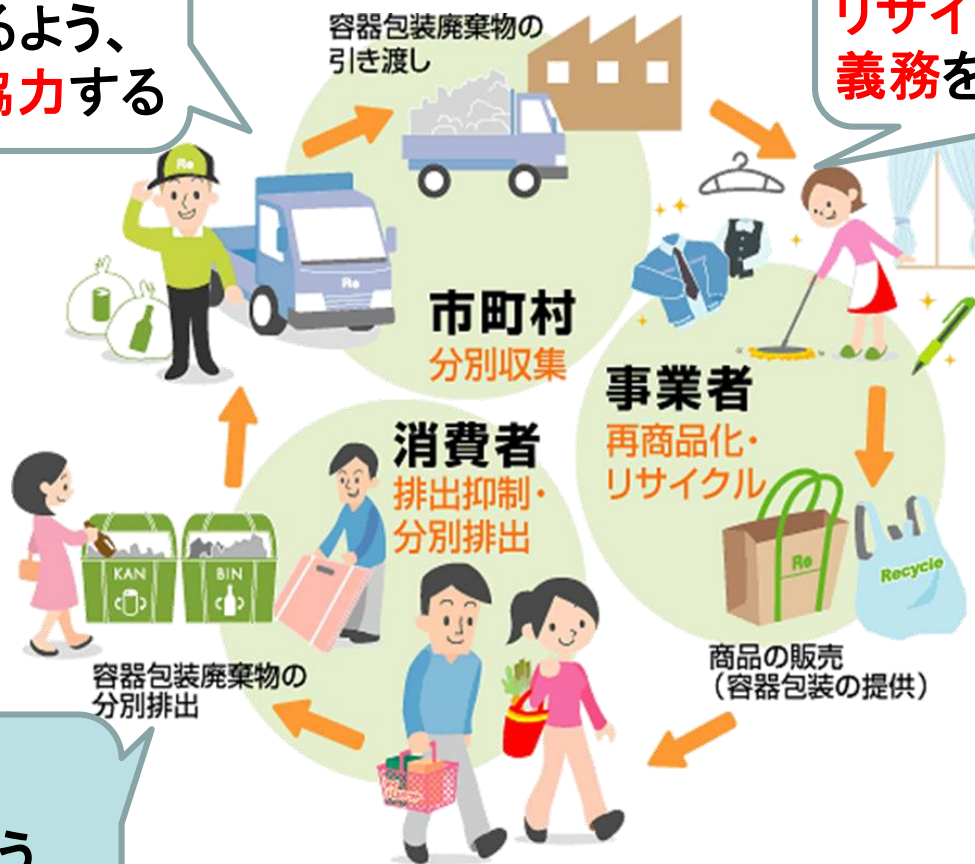 るよう、
協力する
容器包装廃棄物の
引き渡し
リサイ
義務を
Re
Re
市町村
分別収集
事業者
再商品化・
リサイクル
消費者
排出抑制・
分別排出
KAN
BIN
Re
Recycle
容器包装廃棄物の
分別排出
商品の販売
(容器包装の提供)
う